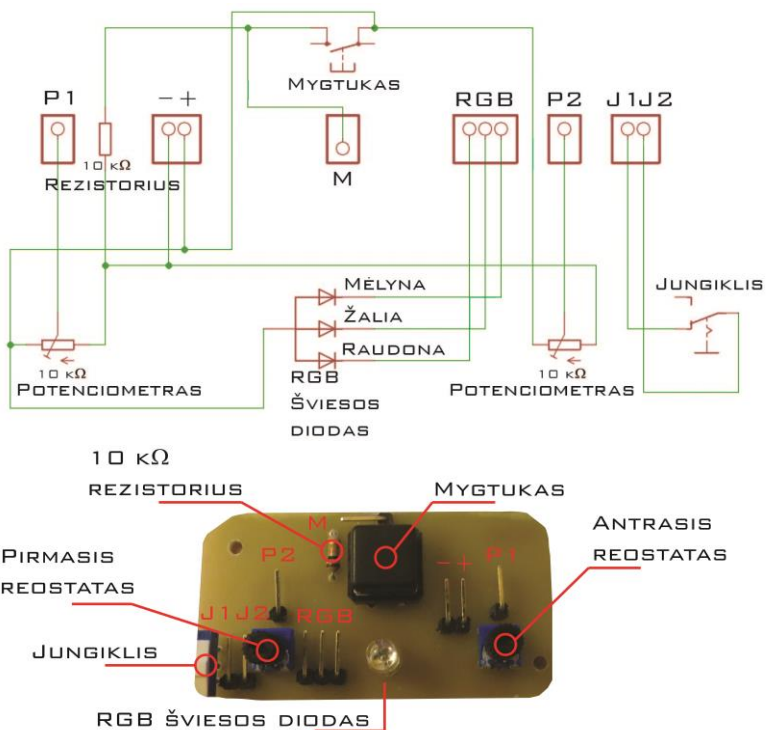 MYGTUKAS
P1 - + RGB P2 J1J2
10 kΩ
REZISTORIUS
M
MĖLYNA
JUNGIKLIS
ŽALIA
RAUDONA
10 kΩ
POTENCIOMETRAS
RGB
ŠVIESOS
DIODAS
10 kΩ
POTENCIOMETRAS
10 kΩ
REZISTORIUS
MYGTUKAS
M
ANTRASIS
REOSTATAS
PIRMASIS
REOSTATAS
P2
- +
P1
J1J2 RGB
JUNGIKLIS
RGB ŠVIESOS DIODAS